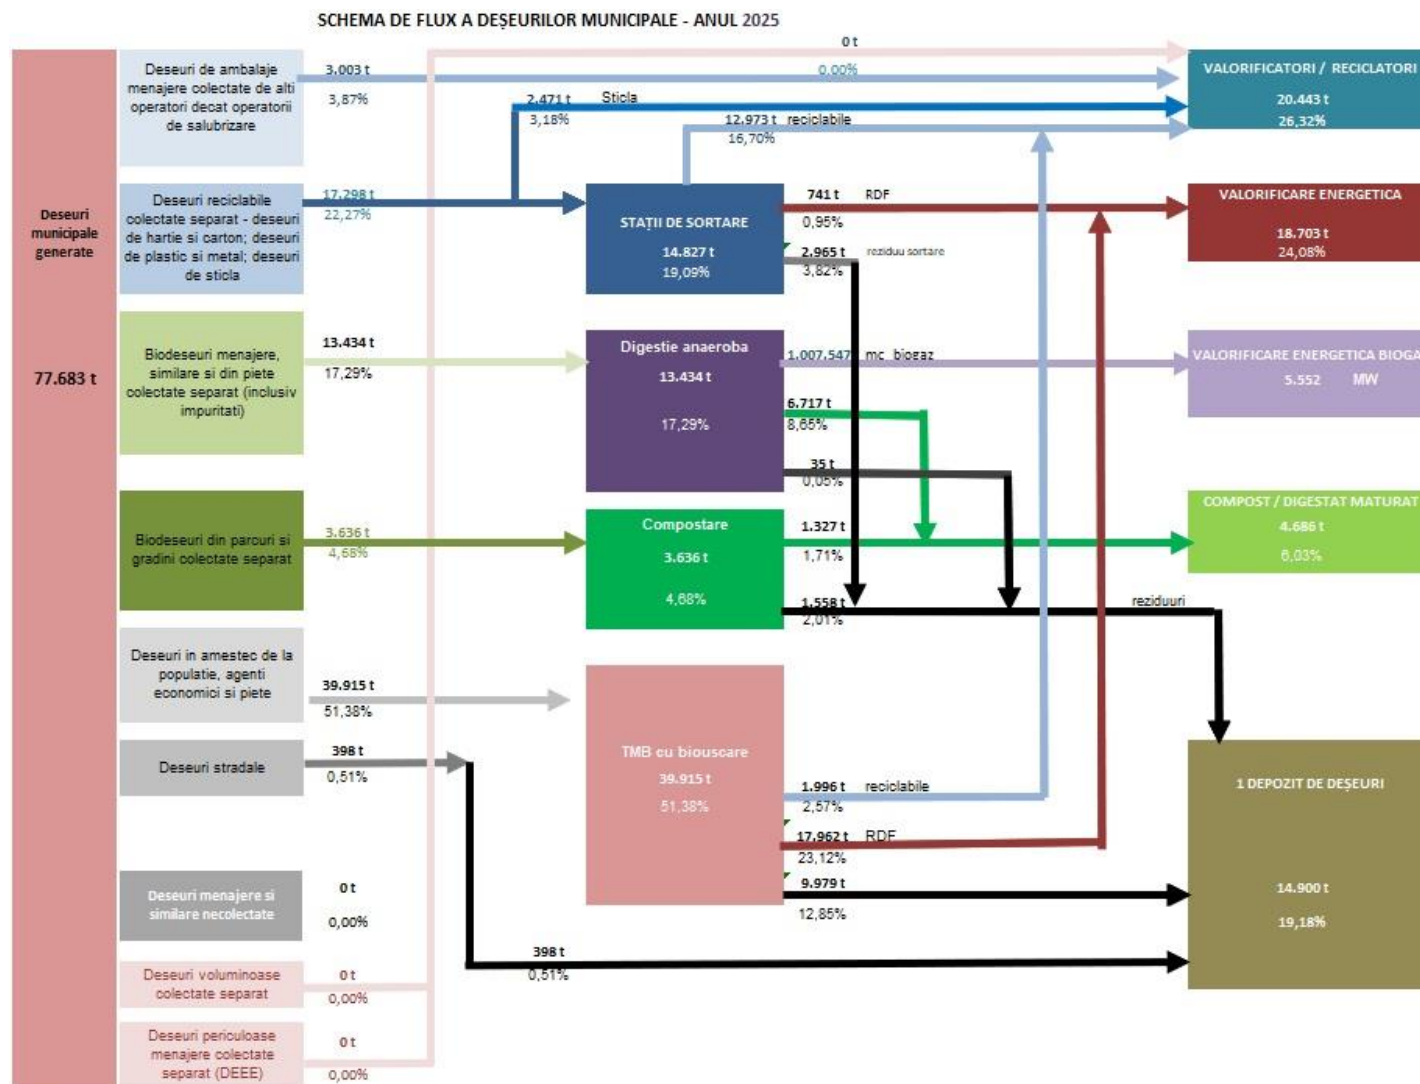 SCHEMA DE FLUX A DEȘEURILOR MUNICIPALE - ANUL 2025
Deseuri
municipale
generate
77.683 t
Deseuri de ambalaje
menajere colectate de alti
operatori decat operatorii
de salubrizare
3.003 t
3,87%
0 t
0.00%
2.471 t
Sticla
3,18%
12.973 t
reciclabile
16,70%
VALORIFICATORI / RECICLATORI
20.443 t
26,32%
Deseuri reciclabile
colectate separat - deseuri
de hartie si carton; deseuri
de plastic si metal; deseuri
de sticla
17.298 t
22,27%
STAȚII DE SORTARE
14.827 t
19,09%
741 t
RDF
0,95%
2.965 t
reziduu sortare
3,82%
VALORIFICARE ENERGETICA
18.703 t
24,08%
Biodeseuri menajere,
similare si din piete
colectate separat (inclusiv
impuritati)
13.434 t
17,29%
Digestie anaeroba
13.434 t
17,29%
1.007.547
mc biogaz
6.717 t
8,65%
35 t
0,05%
VALORIFICARE ENERGETICA BIOGA
5.552 MW
Biodeseuri din parcuri si
gradini colectate separat
3.636 t
4,68%
Compostare
3.636 t
4,68%
1.327 t
1,71%
1.558 t
2,01%
reziduuri
COMPOST / DIGESTAT MATURAT
4.686 t
6,03%
Deseuri in amestec de la
populatie, agenti
economici si piete
39.915 t
51,38%
Deseuri stradale
398 t
0,51%
TMB cu biouscare
39.915 t
51,38%
1.996 t
reciclabile
2,57%
17.962 t
RDF
23,12%
9.979 t
12,85%
1 DEPOZIT DE DEȘEURI
14.900 t
19,18%
Deseuri menajere si
similare necolectate
0 t
0,00%
398 t
0,51%
Deseuri voluminoase
colectate separat
0 t
0,00%
Deseuri periculoase
menajere colectate
separat (DEEE)
0 t
0,00%